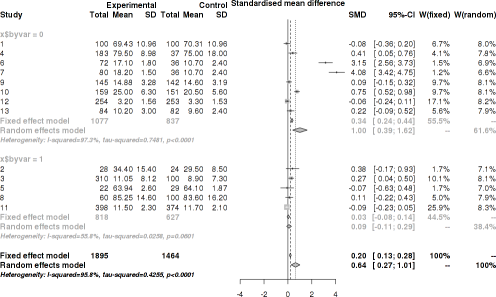 Experimental Control Standardised mean difference
Study Total Mean SD Total Mean SD SMD 95%-CI W(fixed) W(random)
x$byvar = 0
1 100 69.43 10.96 100 70.31 10.96 -0.08 [-0.36; 0.20] 6.7% 8.0%
4 183 79.50 8.98 37 75.00 18.00 0.41 [0.05; 0.76] 4.1% 7.8%
6 72 17.10 1.80 36 10.70 2.40 3.15 [2.56; 3.73] 1.5% 6.9%
7 80 18.20 1.50 36 10.70 2.40 4.08 [3.42; 4.75] 1.2% 6.6%
9 145 14.88 3.28 142 14.60 3.19 0.09 [-0.15; 0.32] 9.7% 8.1%
10 159 25.00 6.00 151 20.50 5.60 0.75 [0.52; 0.98] 9.7% 8.1%
12 254 3.20 1.56 253 3.30 1.53 -0.06 [-0.24; 0.11] 17.1% 8.2%
13 84 10.20 3.00 82 9.60 2.40 0.22 [-0.09; 0.52] 5.6% 7.9%
Fixed effect model 1077 837 0.34 [0.24; 0.44] 55.5% --
Random effects model 1.00 [0.39; 1.62] -- 61.6%
Heterogeneity: I-squared=97.3%, tau-squared=0.7481, p<0.0001
x$byvar = 1
2 28 34.40 15.40 24 29.50 8.50 0.38 [-0.17; 0.93] 1.7% 7.1%
3 310 11.05 8.12 100 8.90 7.25 0.27 [0.04; 0.50] 10.1% 8.1%
5 22 63.94 2.60 29 64.10 1.87 -0.07 [-0.63; 0.48] 1.7% 7.0%
8 60 85.25 14.60 100 83.60 16.20 0.11 [-0.22; 0.43] 5.0% 7.9%
11 398 11.50 2.30 374 11.70 2.10 -0.09 [-0.23; 0.05] 25.9% 8.3%
Fixed effect model 818 627 0.03 [-0.08; 0.14] 44.5% --
Random effects model 0.09 [-0.11; 0.29] -- 38.4%
Heterogeneity: I-squared=55.8%, tau-squared=0.0258, p=0.0601
Fixed effect model 1895 1464 0.20 [0.13; 0.28] 100% --
Random effects model 0.64 [0.27; 1.01] -- 100%
Heterogeneity: I-squared=95.8%, tau-squared=0.4255, p<0.0001
-4 -2 0 2 4